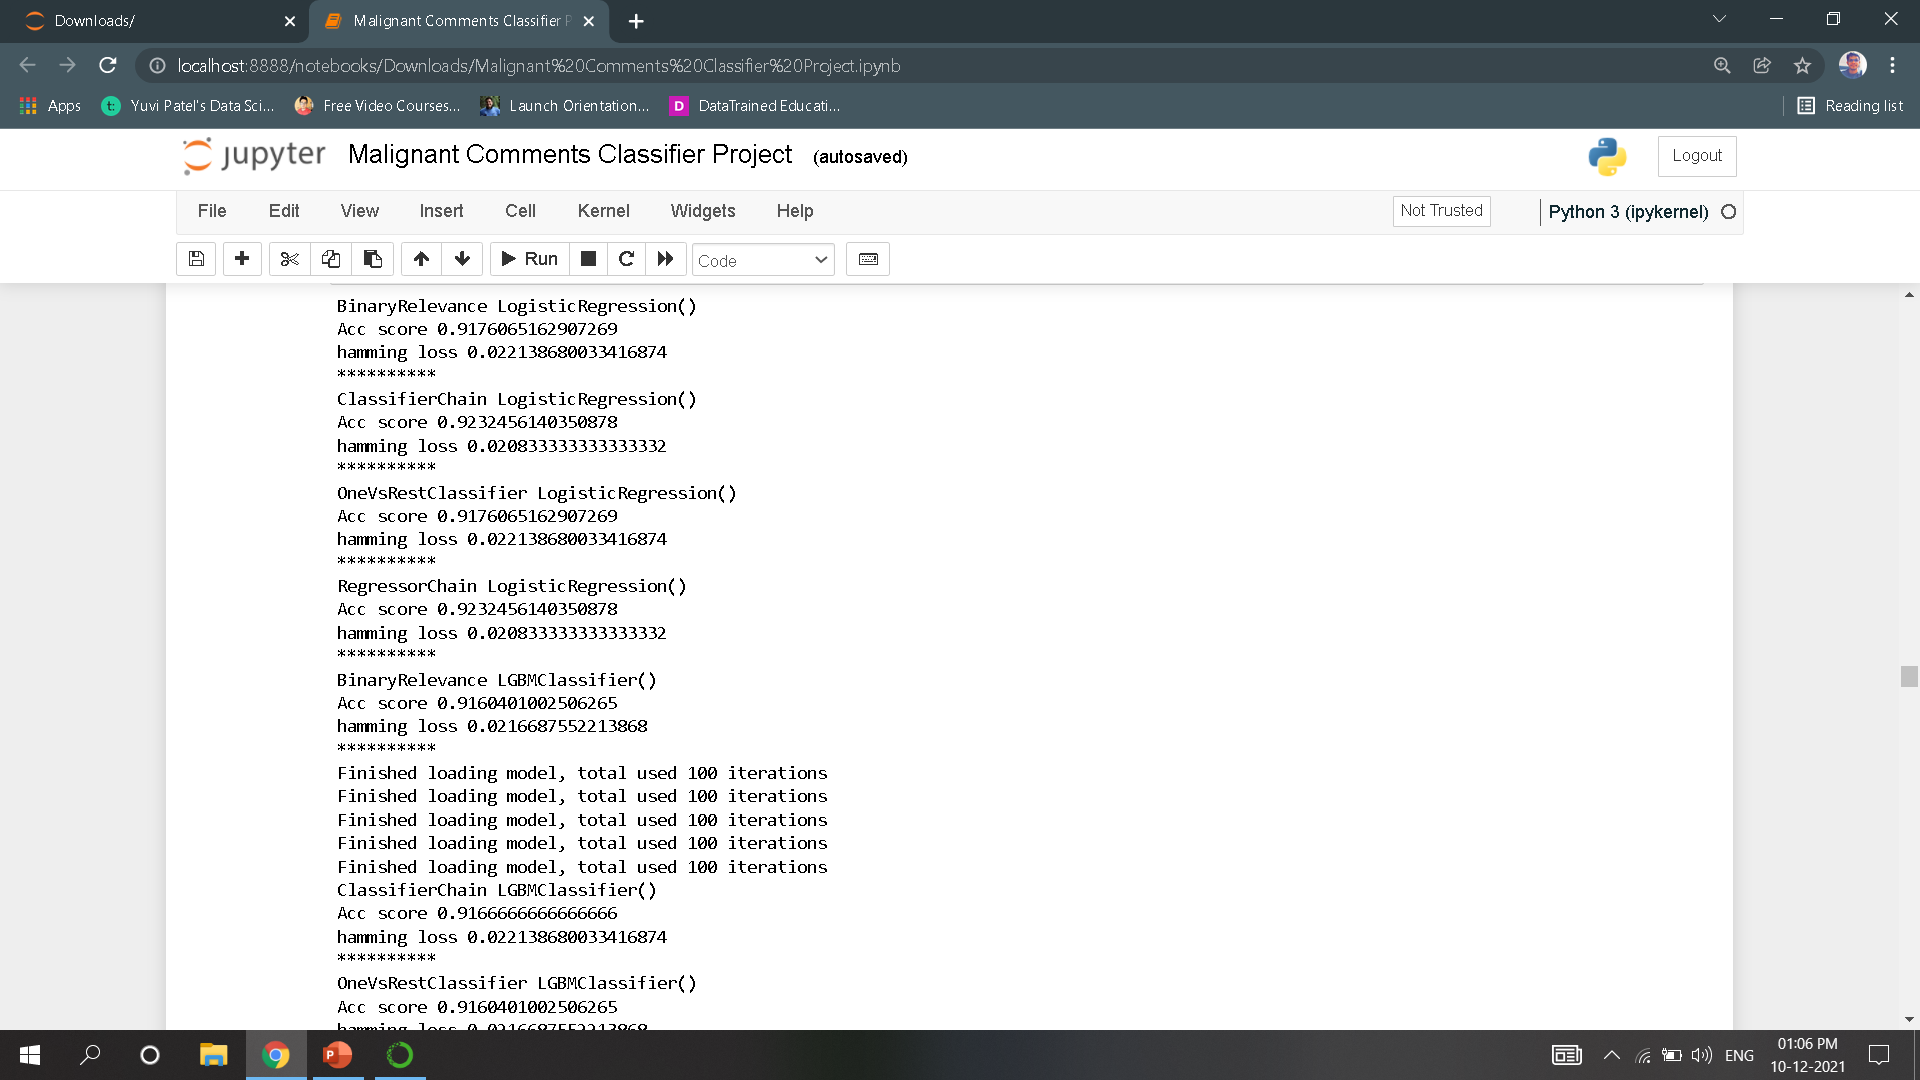 Downloads/
Malignant Comments Classifier P
localhost:8888/notebooks/Downloads/Malignant%20Comments%20Classifier%20Project.ipynb
Apps
Yuvi Patel's Data Sci...
Free Video Courses...
Launch Orientation...
D
DataTrained Educati...
Reading list
jupyter
Malignant Comments Classifier Project (autosaved)
Logout
File Edit View Insert Cell Kernel Widgets Help
Not Trusted
Python 3 (ipykernel)
Run
Code
BinaryRelevance LogisticRegression()
Acc score 0.9176065162907269
hamming loss 0.022138680033416874
**********
ClassifierChain LogisticRegression()
Acc score 0.9232456140350878
hamming loss 0.020833333333333332
**********
OneVsRestClassifier LogisticRegression()
Acc score 0.9176065162907269
hamming loss 0.022138680033416874
**********
RegressorChain LogisticRegression()
Acc score 0.9232456140350878
hamming loss 0.020833333333333332
**********
BinaryRelevance LGBMClassifier()
Acc score 0.9160401002506265
hamming loss 0.0216687552213868
**********
Finished loading model, total used 100 iterations
Finished loading model, total used 100 iterations
Finished loading model, total used 100 iterations
Finished loading model, total used 100 iterations
Finished loading model, total used 100 iterations
ClassifierChain LGBMClassifier()
Acc score 0.9166666666666666
hamming loss 0.022138680033416874
**********
OneVsRestClassifier LGBMClassifier()
Acc score 0.9160401002506265
hamming loss 0.0216687552213868
P
ENG
01:06 PM
10-12-2021